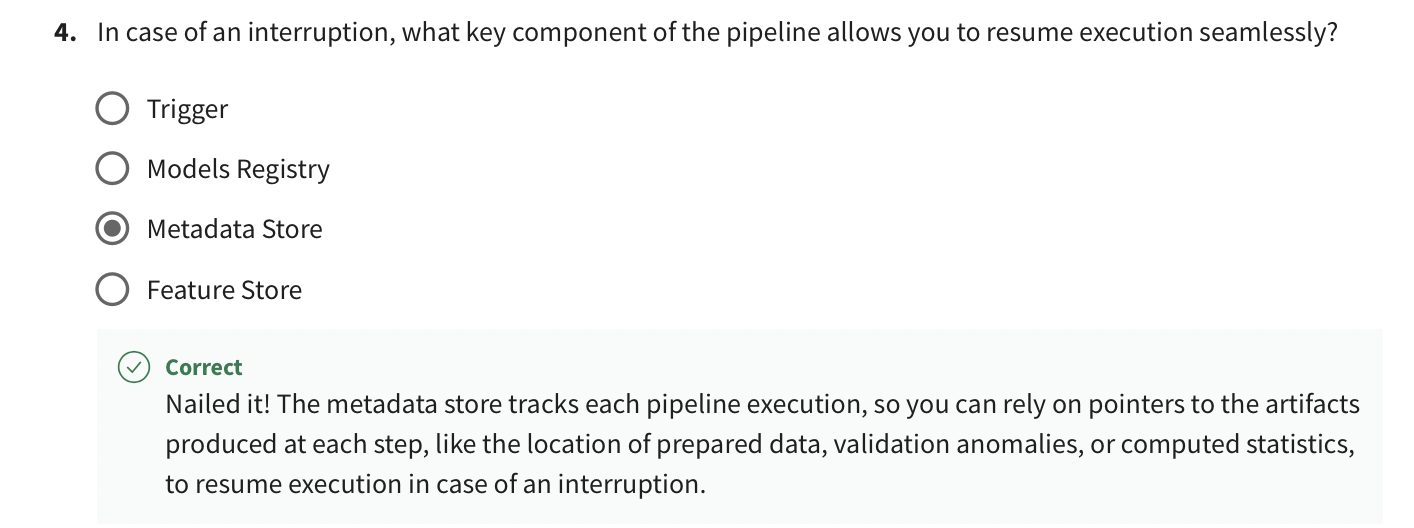 4. In case of an interruption, what key component of the pipeline allows you to resume execution seamlessly?
Trigger
Models Registry
Metadata Store
Feature Store
Correct
Nailed it! The metadata store tracks each pipeline execution, so you can rely on pointers to the artifacts
produced at each step, like the location of prepared data, validation anomalies, or computed statistics,
to resume execution in case of an interruption.